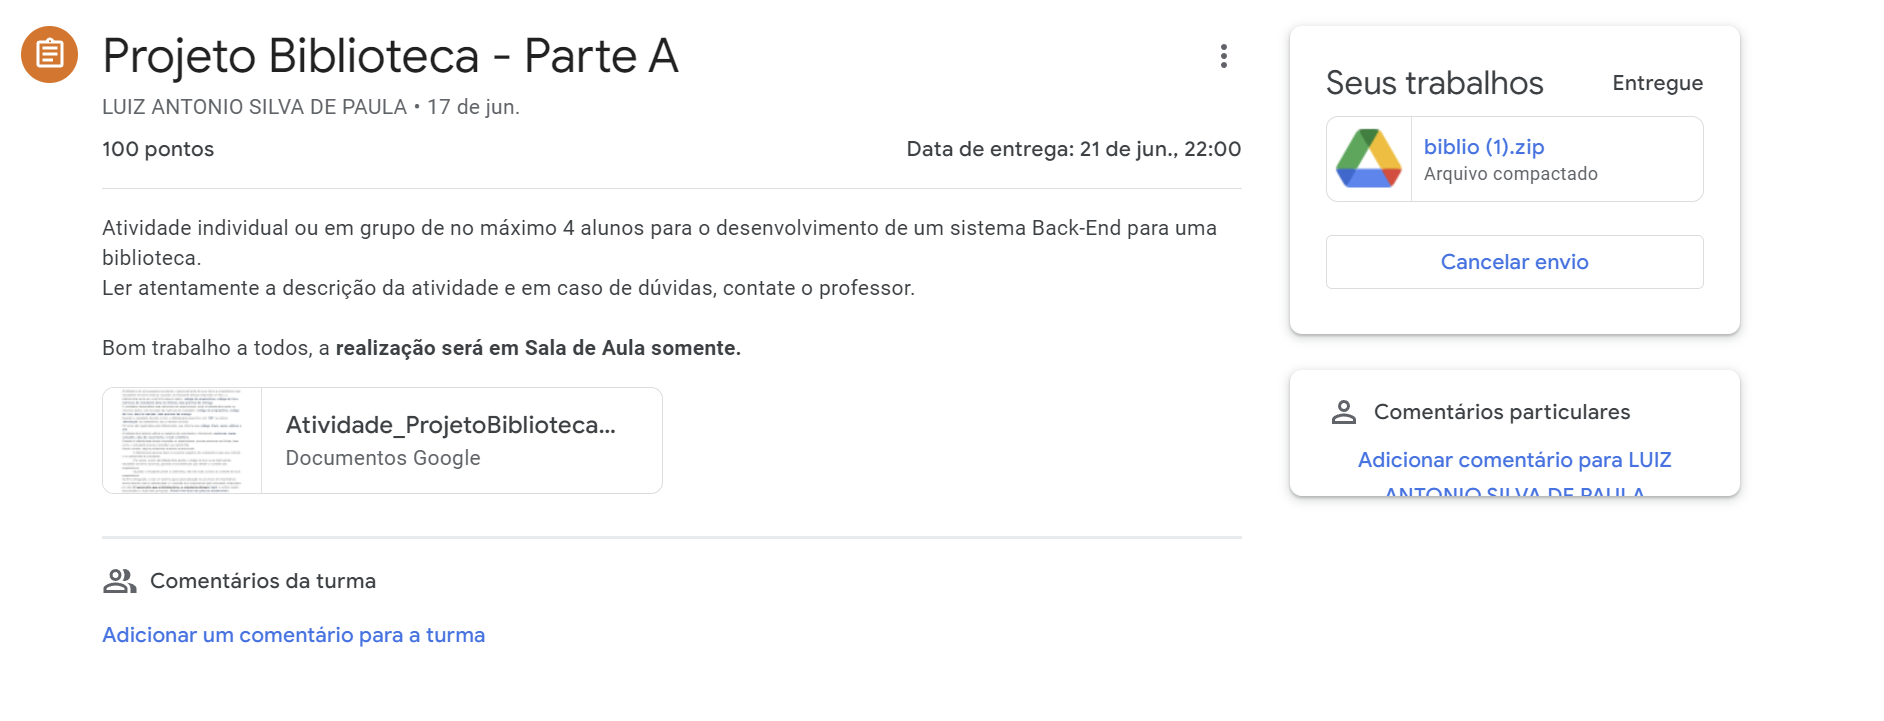 Projeto Biblioteca - Parte A
LUIZ ANTONIO SILVA DE PAULA • 17 de jun.
100 pontos
Data de entrega: 21 de jun., 22:00
Atividade individual ou em grupo de no máximo 4 alunos para o desenvolvimento de um sistema Back-End para uma
biblioteca.
Ler atentamente a descrição da atividade e em caso de dúvidas, contate o professor.
Bom trabalho a todos, a realização será em Sala de Aula somente.
Atividade_ProjetoBiblioteca...
Documentos Google
Comentários da turma
Adicionar um comentário para a turma
Seus trabalhos
Entregue
biblio (1).zip
Arquivo compactado
Cancelar envio
Comentários particulares
Adicionar comentário para LUIZ
ANTONIO SILVA DE PAULA